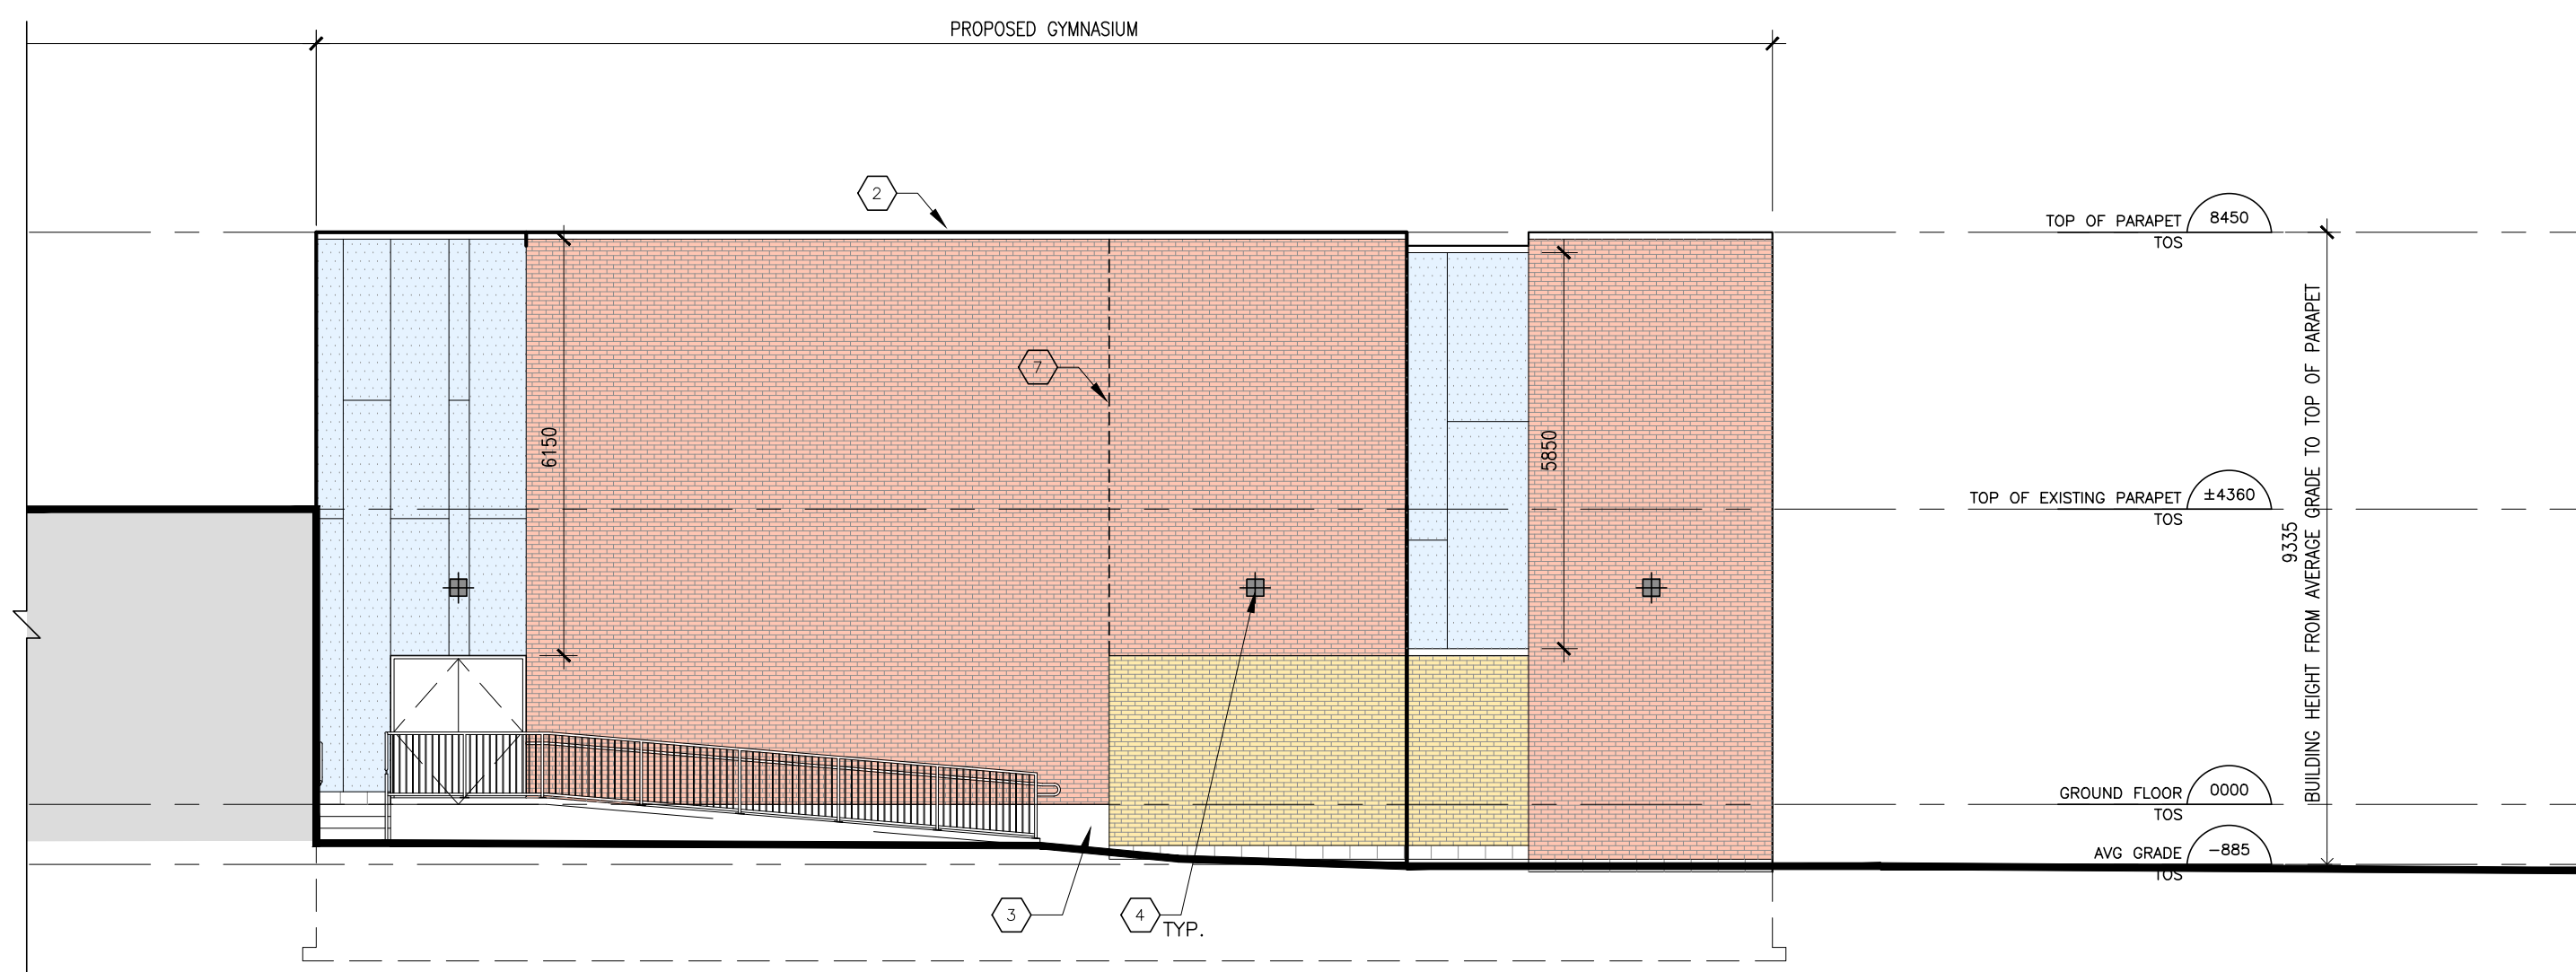 PROPOSED GYMNASIUM
2
TOP OF PARAPET
8450
TOS
7
6150
5850
TOP OF EXISTING PARAPET
±4360
TOS
9335
BUILDING HEIGHT FROM AVERAGE GRADE TO TOP OF PARAPET
GROUND FLOOR
0000
TOS
AVG GRADE
-885
TOS
3
4
TYP.